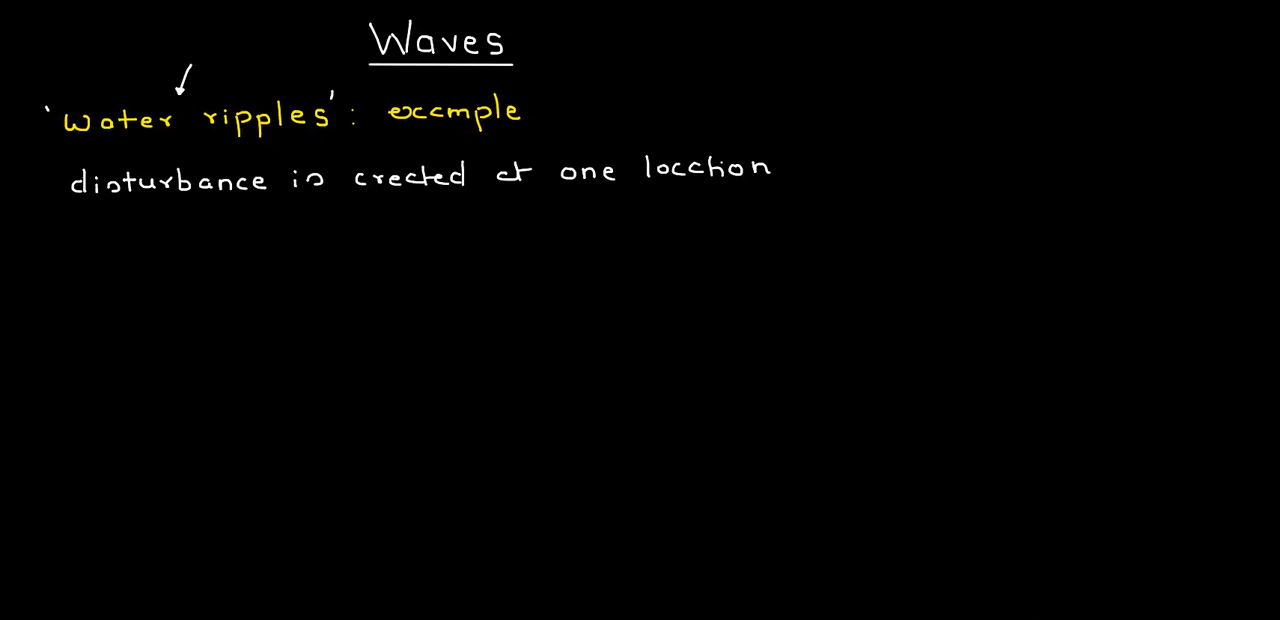 Waves
'water ripples' : example
disturbance is created at one location